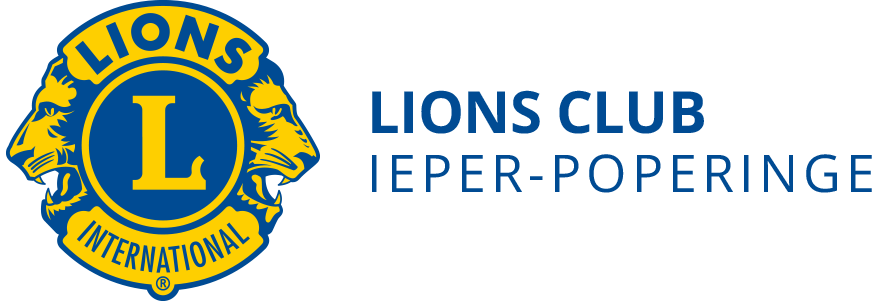 LIONS
L
INTERNATIONAL
®
LIONS CLUB
IEPER-POPERINGE